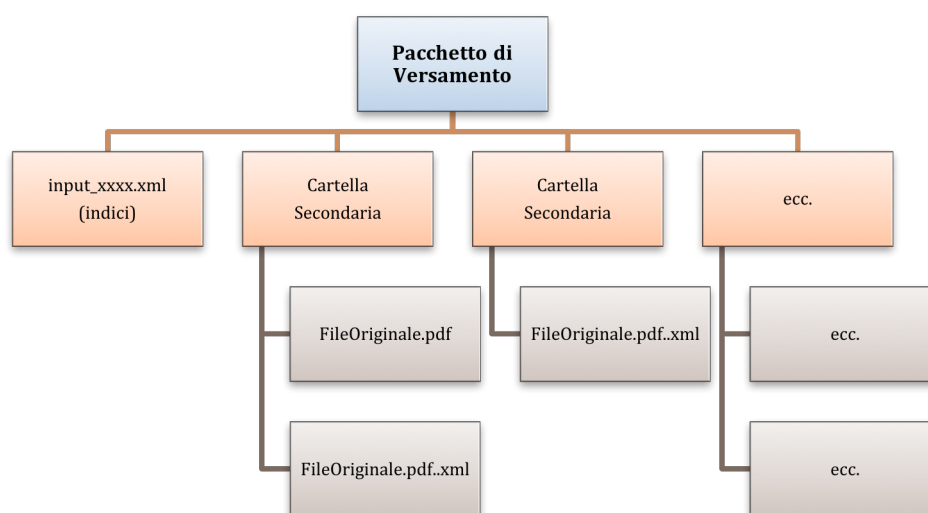 Pacchetto di
Versamento
input_xxxx.xml
(indici)
Cartella
Secondaria
Cartella
Secondaria
ecc.
FileOriginale.pdf
FileOriginale.pdf..xml
ecc.
FileOriginale.pdf..xml
ecc.